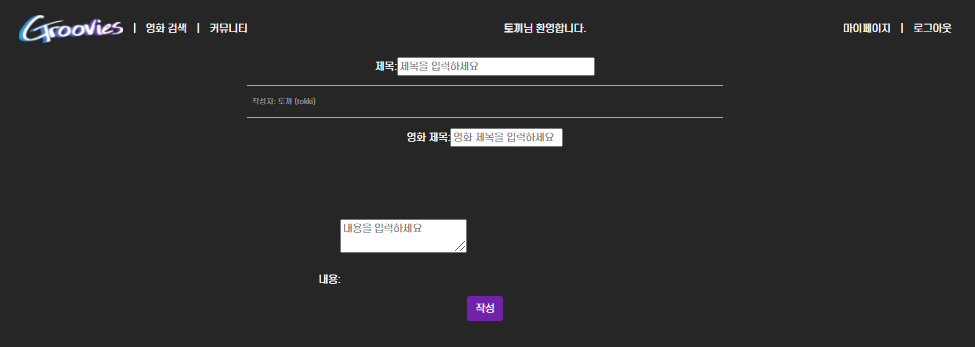 Groovies | 영화 검색 | 커뮤니티 토끼님 환영합니다. 마이페이지 | 로그아웃
제목:제목을 입력하세요
작성자: 토끼 (tokki)
영화 제목:영화 제목을 입력하세요
내용을 입력하세요
내용:
작성